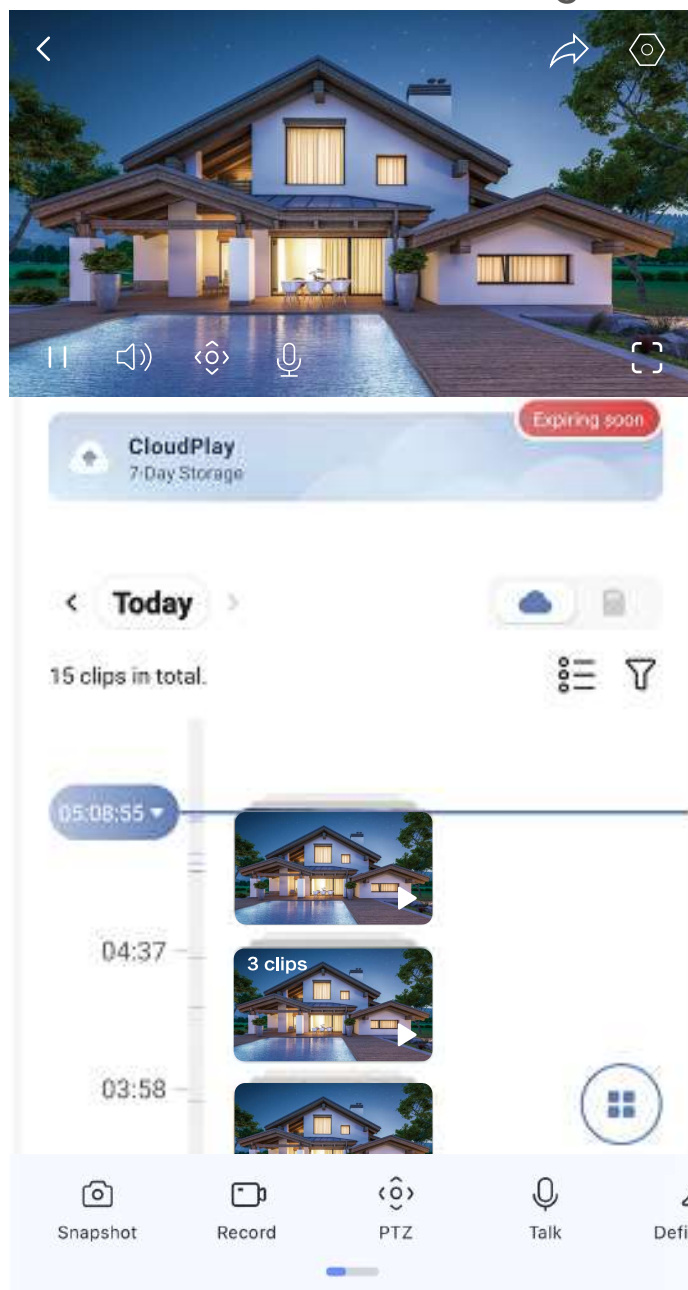 Expiring soon
CloudPlay
7-Day Storage
Today
15 clips in total.
05:08:55
04:37
3 clips
03:58
Snapshot
Record
PTZ
Talk
Defi